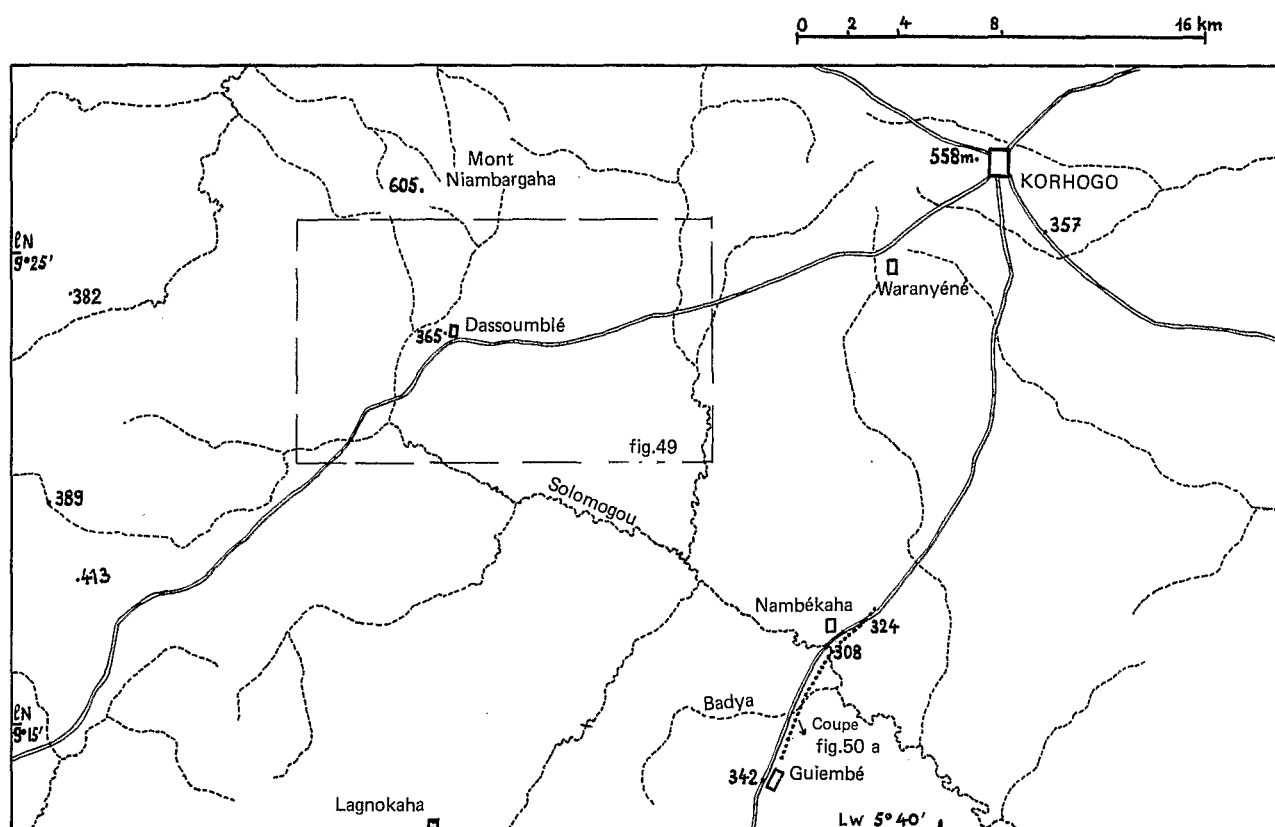 0 2 4 8 16 km
Mont
Niambargaha
605.
558m.
KORHOGO
.357
lN
9°25'
.382
Waranyéné
365. Dassoumblé
fig.49
.389
Solomogou
.413
Nambékaha
324
308
lN
9°15'
Badya
Coupe
fig.50 a
342 Guiembé
Lagnokaha
LW 5°40'